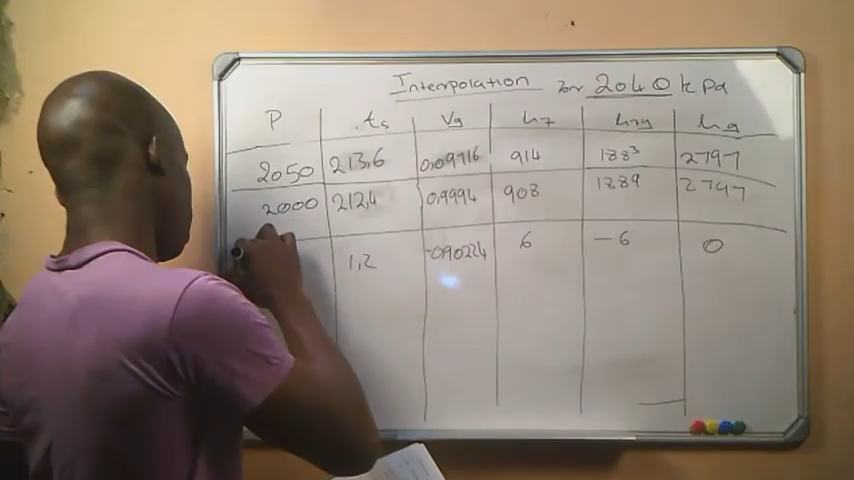 Interpolation for 2040 kPa
P ts Vg hf hfg hg
2050 213,6 0,09716 914 1883 2797
2000 212,4 0,9994 908 1889 2797
1,2 -0,90224 6 -6 0